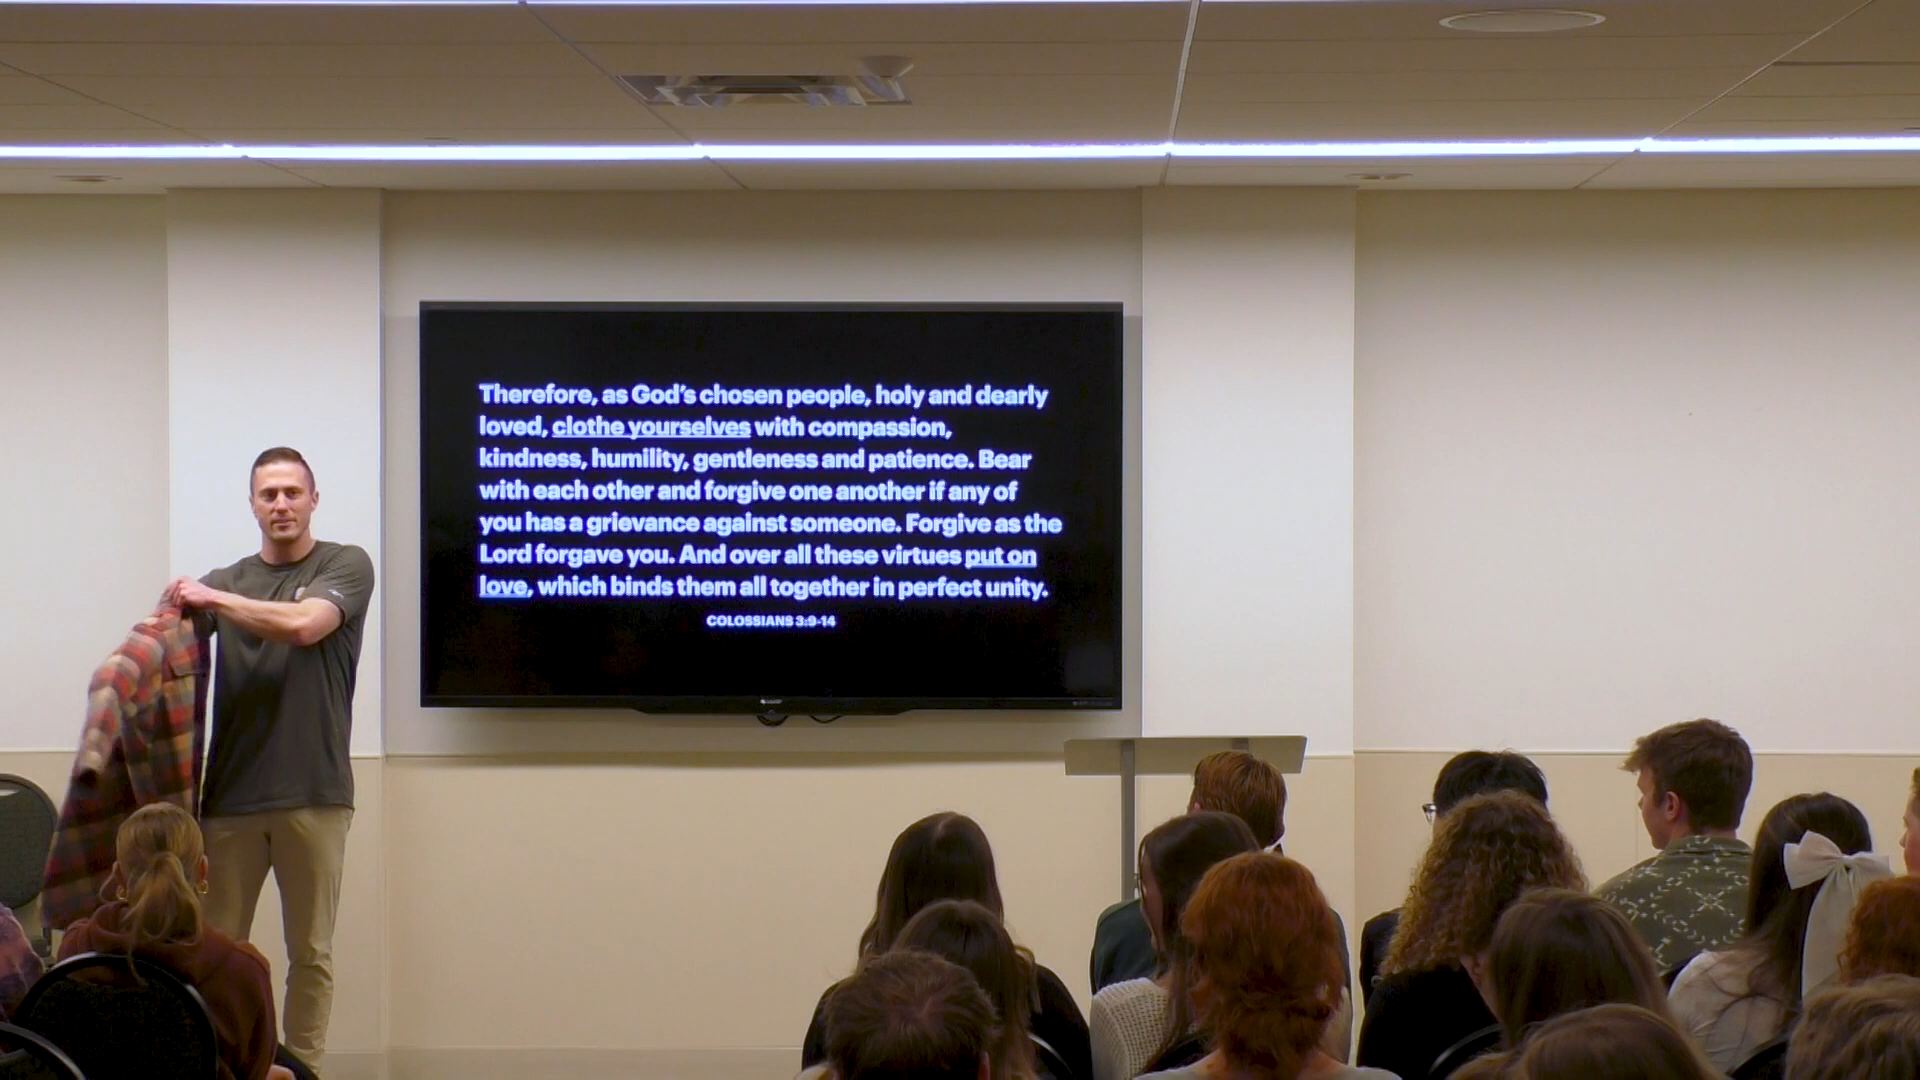 Therefore, as God's chosen people, holy and dearly
loved, clothe yourselves with compassion,
kindness, humility, gentleness and patience. Bear
with each other and forgive one another if any of
you has a grievance against someone. Forgive as the
Lord forgave you. And over all these virtues put on
love, which binds them all together in perfect unity.
COLOSSIANS 3:9-14